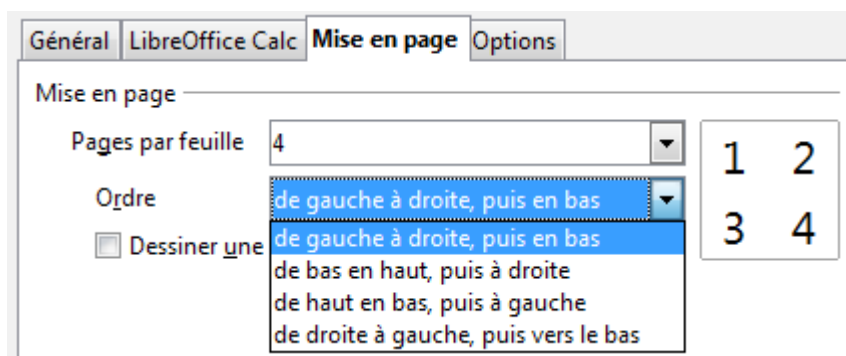 Général LibreOffice Calc Mise en page Options
Mise en page
Pages par feuille 4
1 2
Ordre de gauche à droite, puis en bas
3 4
Dessiner une de gauche à droite, puis en bas
de bas en haut, puis à droite
de haut en bas, puis à gauche
de droite à gauche, puis vers le bas